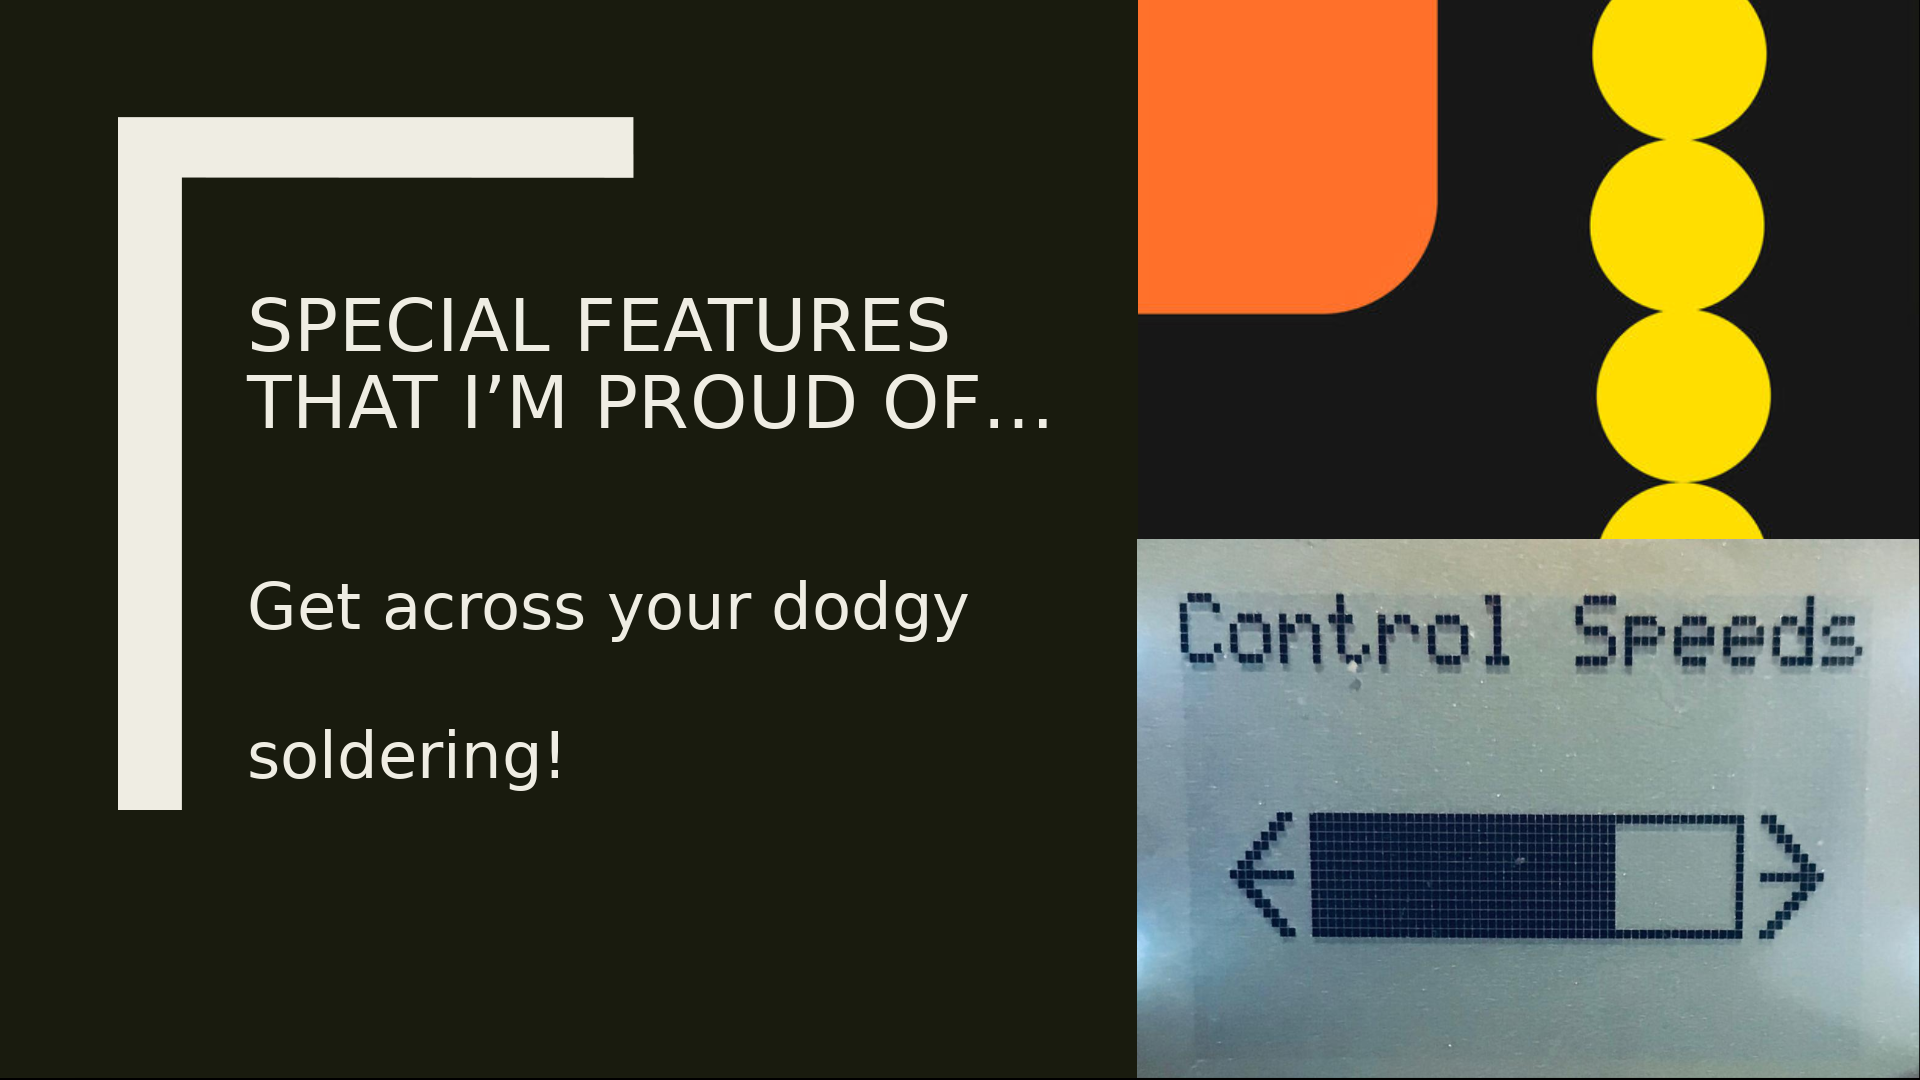 SPECIAL FEATURES
THAT I’M PROUD OF…
Get across your dodgy
soldering!
Control Speeds